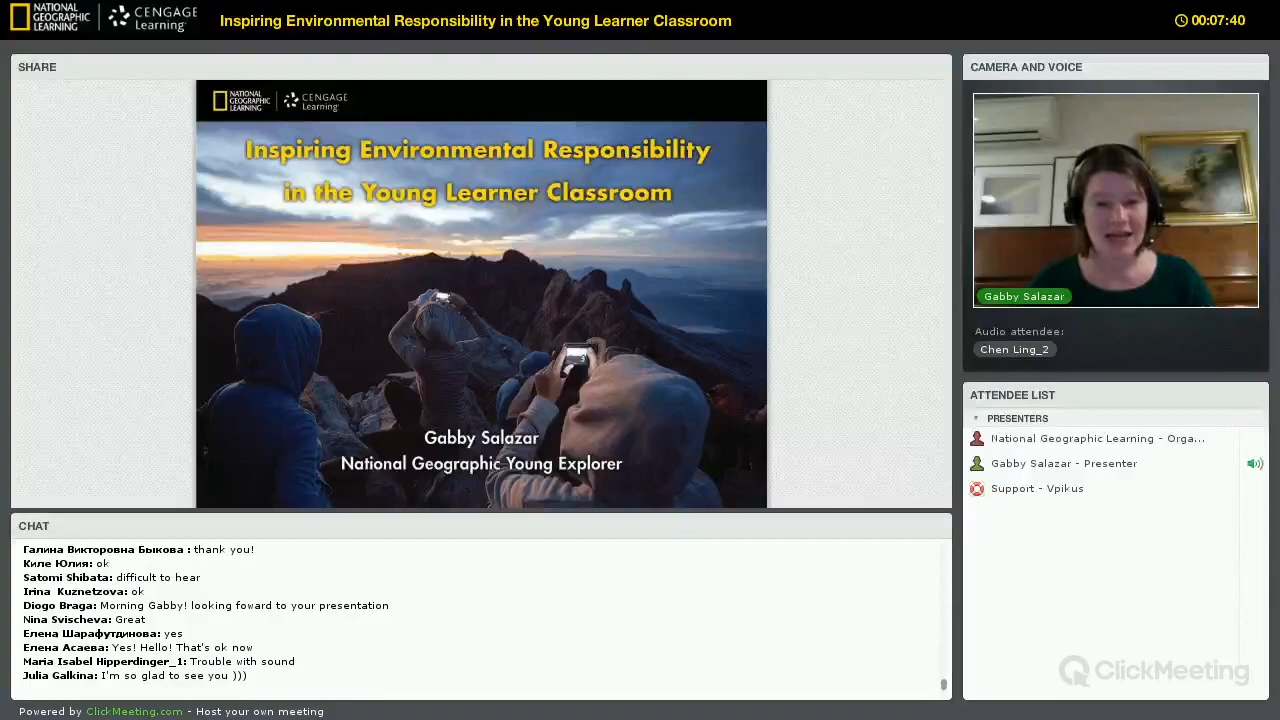 NATIONAL GEOGRAPHIC LEARNING
CENGAGE Learning
Inspiring Environmental Responsibility in the Young Learner Classroom
00:07:40
SHARE
NATIONAL GEOGRAPHIC LEARNING
CENGAGE Learning
Inspiring Environmental Responsibility
in the Young Learner Classroom
Gabby Salazar
National Geographic Young Explorer
CAMERA AND VOICE
Gabby Salazar
Audio attendee:
Chen Ling_2
ATTENDEE LIST
PRESENTERS
National Geographic Learning - Orga...
Gabby Salazar - Presenter
Support - Vpikus
CHAT
Галина Викторовна Быкова : thank you!
Киле Юлия: ok
Satomi Shibata: difficult to hear
Irina Kuznetzova: ok
Diogo Braga: Morning Gabby! looking foward to your presentation
Nina Svischeva: Great
Елена Шарафутдинова: yes
Елена Асаева: Yes! Hello! That's ok now
Maria Isabel Hipperdinger_1: Trouble with sound
Julia Galkina: I'm so glad to see you )))
ClickMeeting
Powered by ClickMeeting.com - Host your own meeting